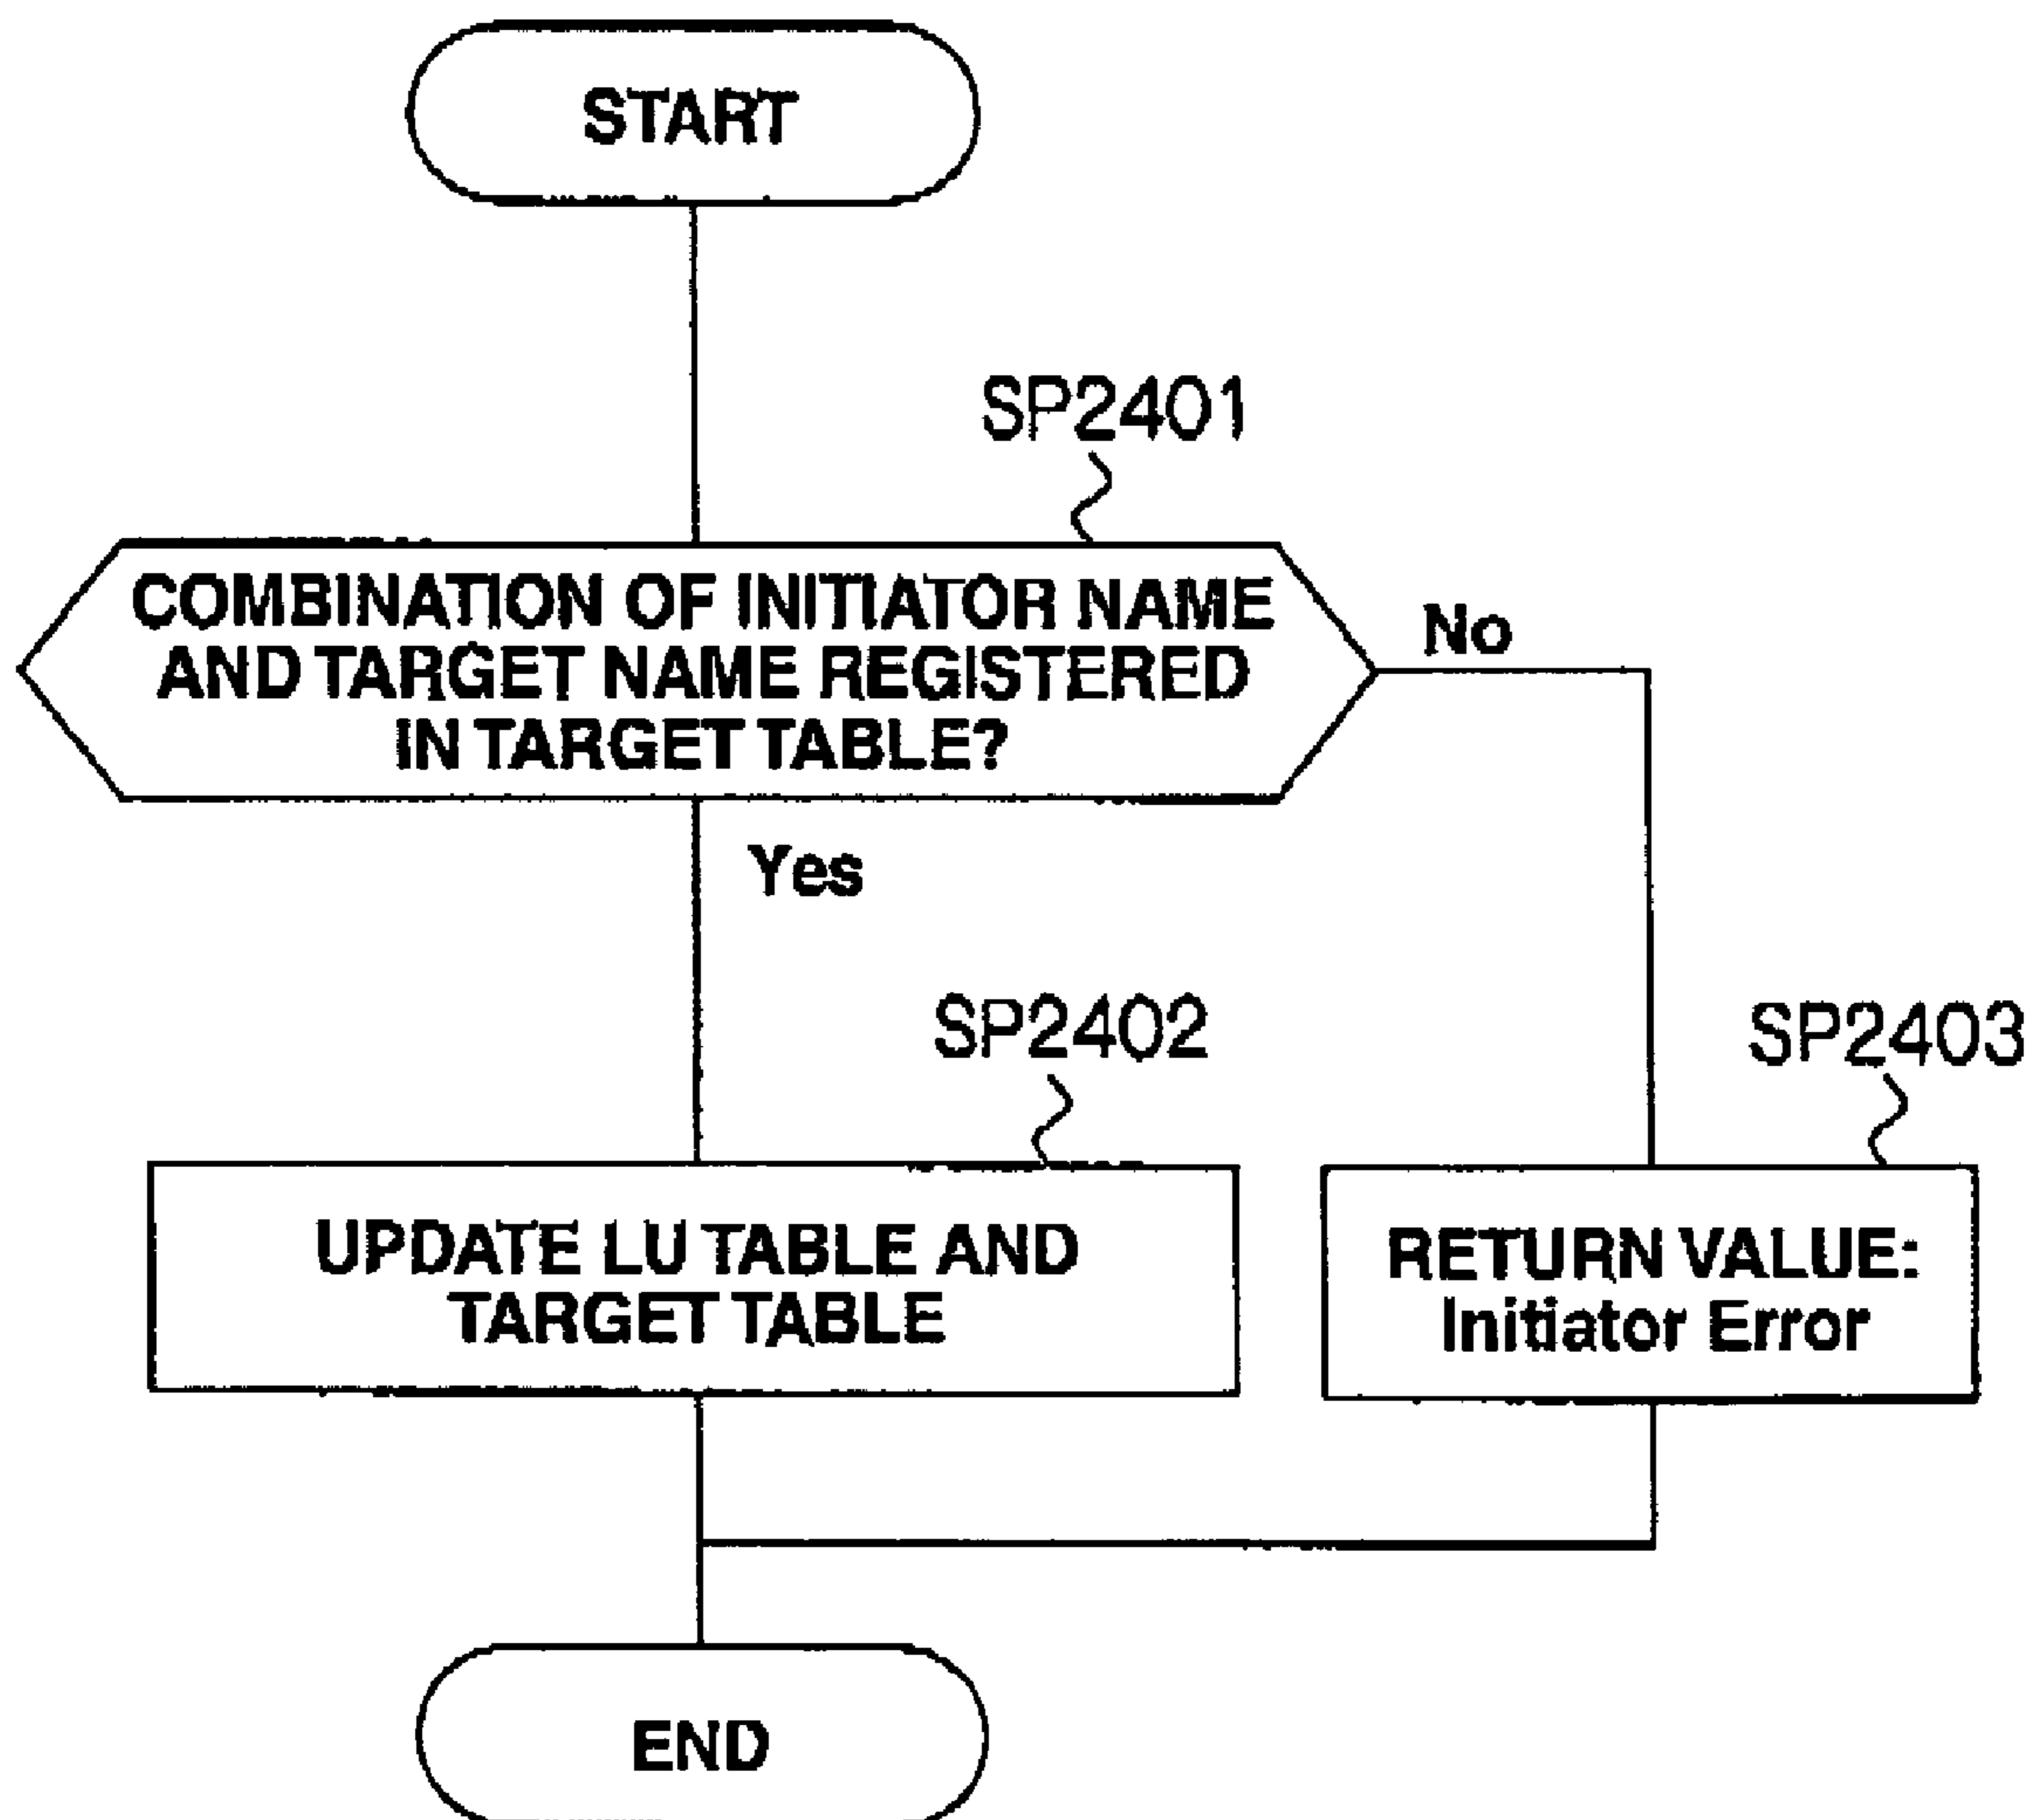 START
SP2401
COMBINATION OF INITIATOR NAME
AND TARGET NAME REGISTERED
IN TARGET TABLE?
No
Yes
SP2402
SP2403
UPDATE LU TABLE AND
TARGET TABLE
RETURN VALUE:
Initiator Error
END